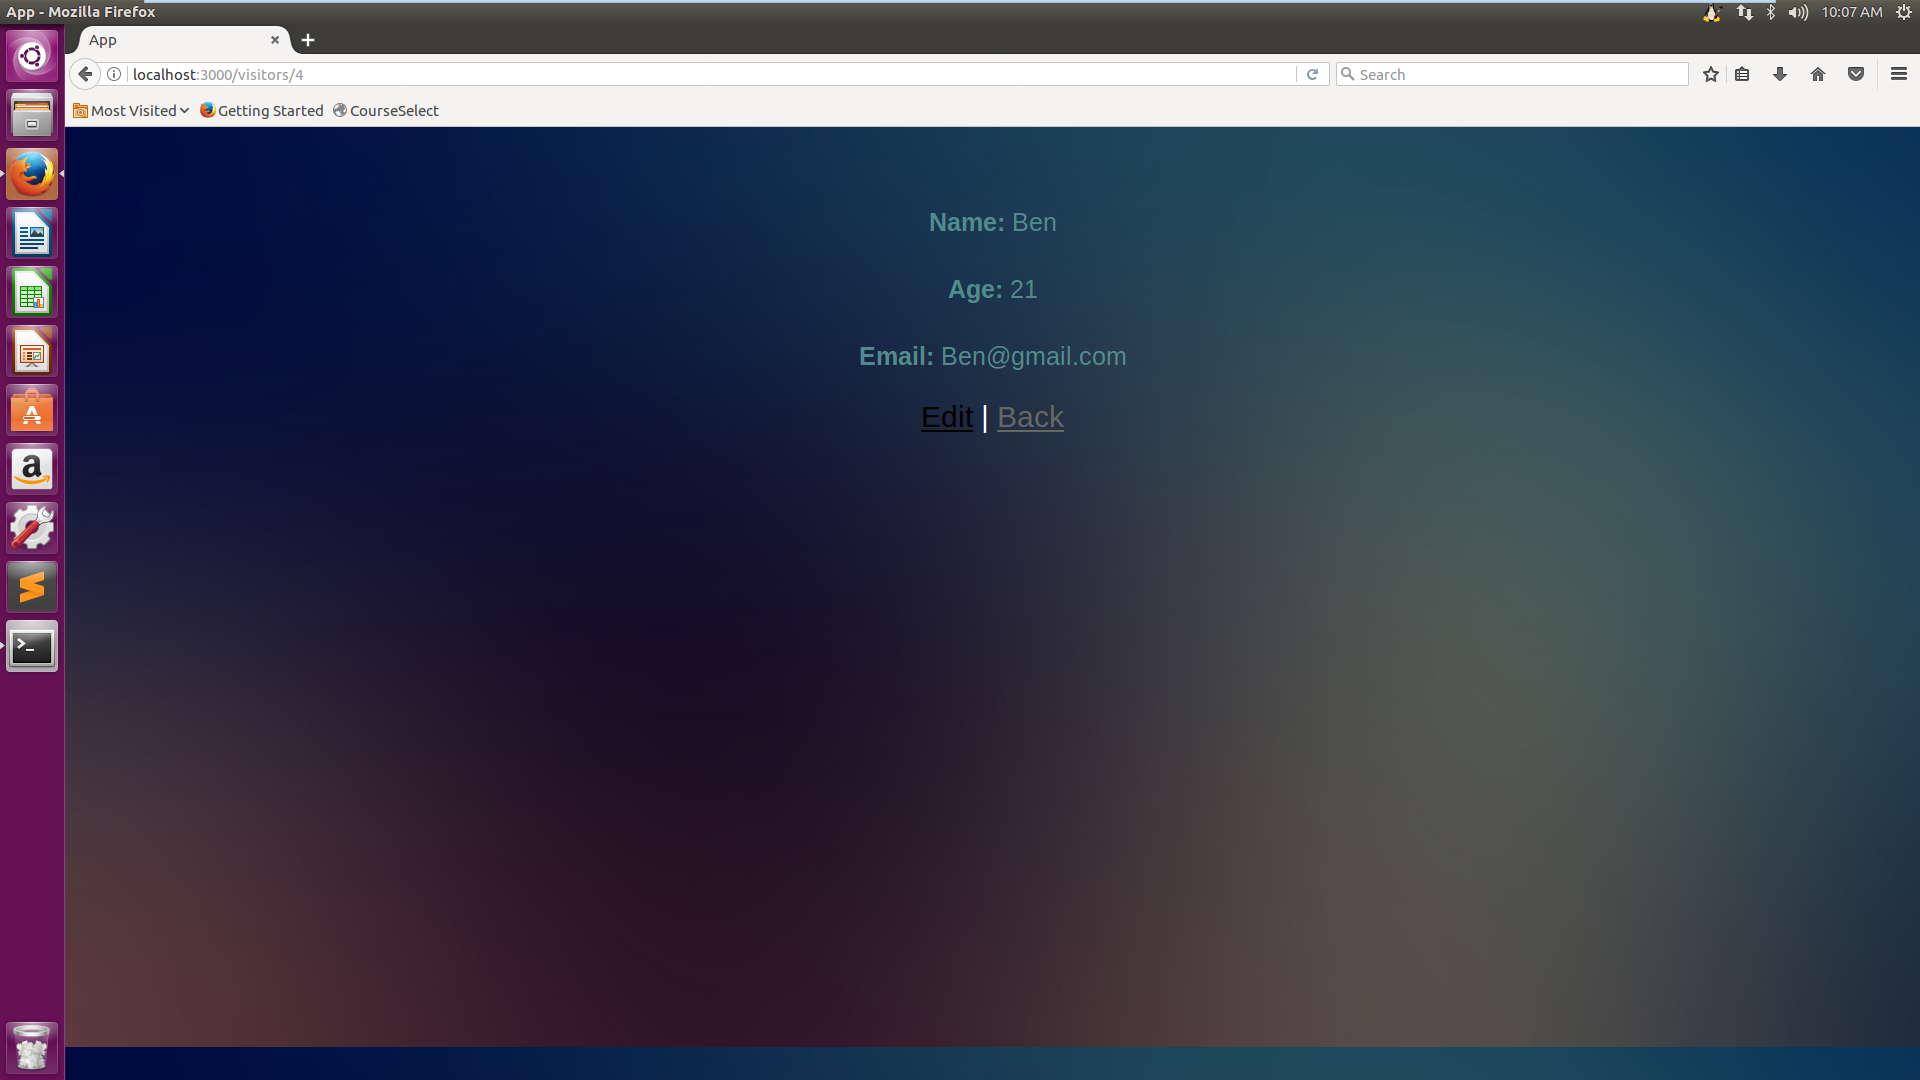 App - Mozilla Firefox
10:07 AM
App
localhost:3000/visitors/4
Search
Most Visited
Getting Started
CourseSelect
Name: Ben
Age: 21
Email: Ben@gmail.com
Edit | Back